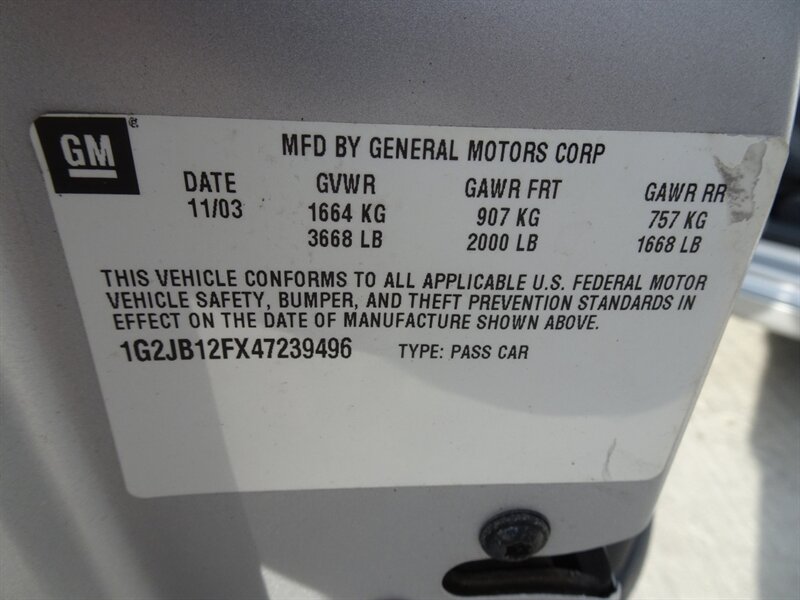 GM
MFD BY GENERAL MOTORS CORP
DATE GVWR GAWR FRT GAWR RR
11/03 1664 KG 907 KG 757 KG
3668 LB 2000 LB 1668 LB
THIS VEHICLE CONFORMS TO ALL APPLICABLE U.S. FEDERAL MOTOR
VEHICLE SAFETY, BUMPER, AND THEFT PREVENTION STANDARDS IN
EFFECT ON THE DATE OF MANUFACTURE SHOWN ABOVE.
1G2JB12FX47239496 TYPE: PASS CAR